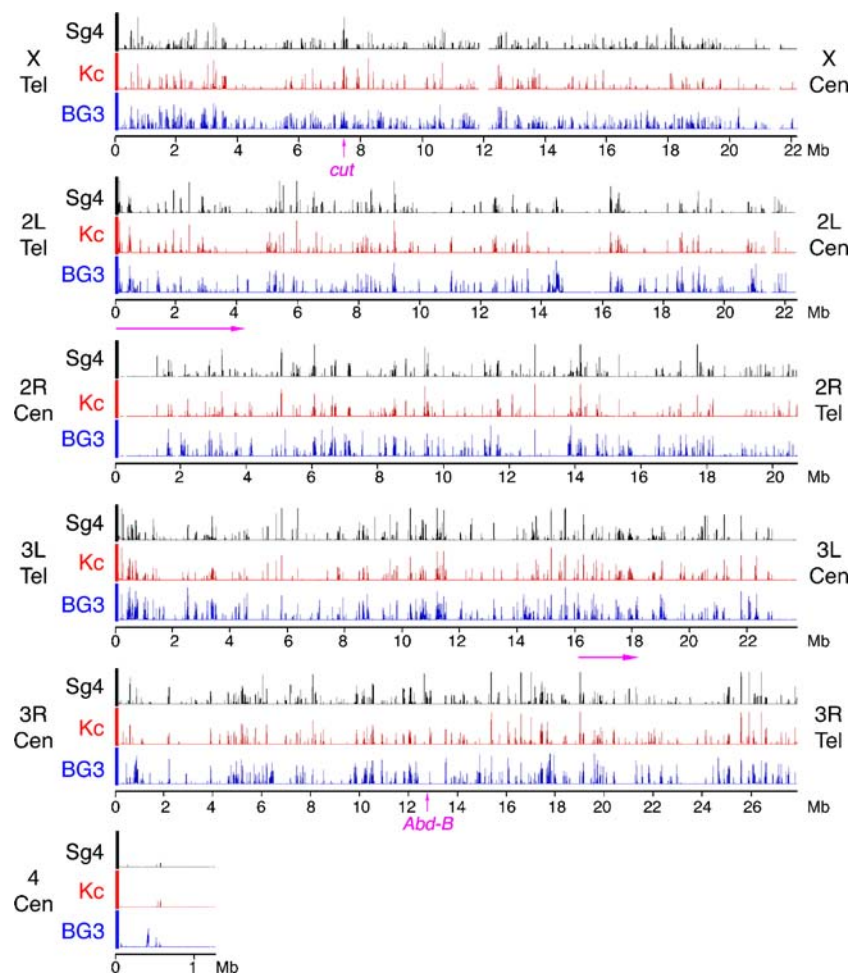 Sg4
X
Tel
Kc
X
Cen
BG3
0 2 4 6 8 10 12 14 16 18 20 22 Mb
cut
Sg4
2L
Tel
Kc
2L
Cen
BG3
0 2 4 6 8 10 12 14 16 18 20 22 Mb
Sg4
2R
Cen
Kc
2R
Tel
BG3
0 2 4 6 8 10 12 14 16 18 20 Mb
Sg4
3L
Tel
Kc
3L
Cen
BG3
0 2 4 6 8 10 12 14 16 18 20 22 Mb
Sg4
3R
Cen
Kc
3R
Tel
BG3
0 2 4 6 8 10 12 14 16 18 20 22 24 26 Mb
Abd-B
Sg4
4
Cen
Kc
BG3
0 1 Mb